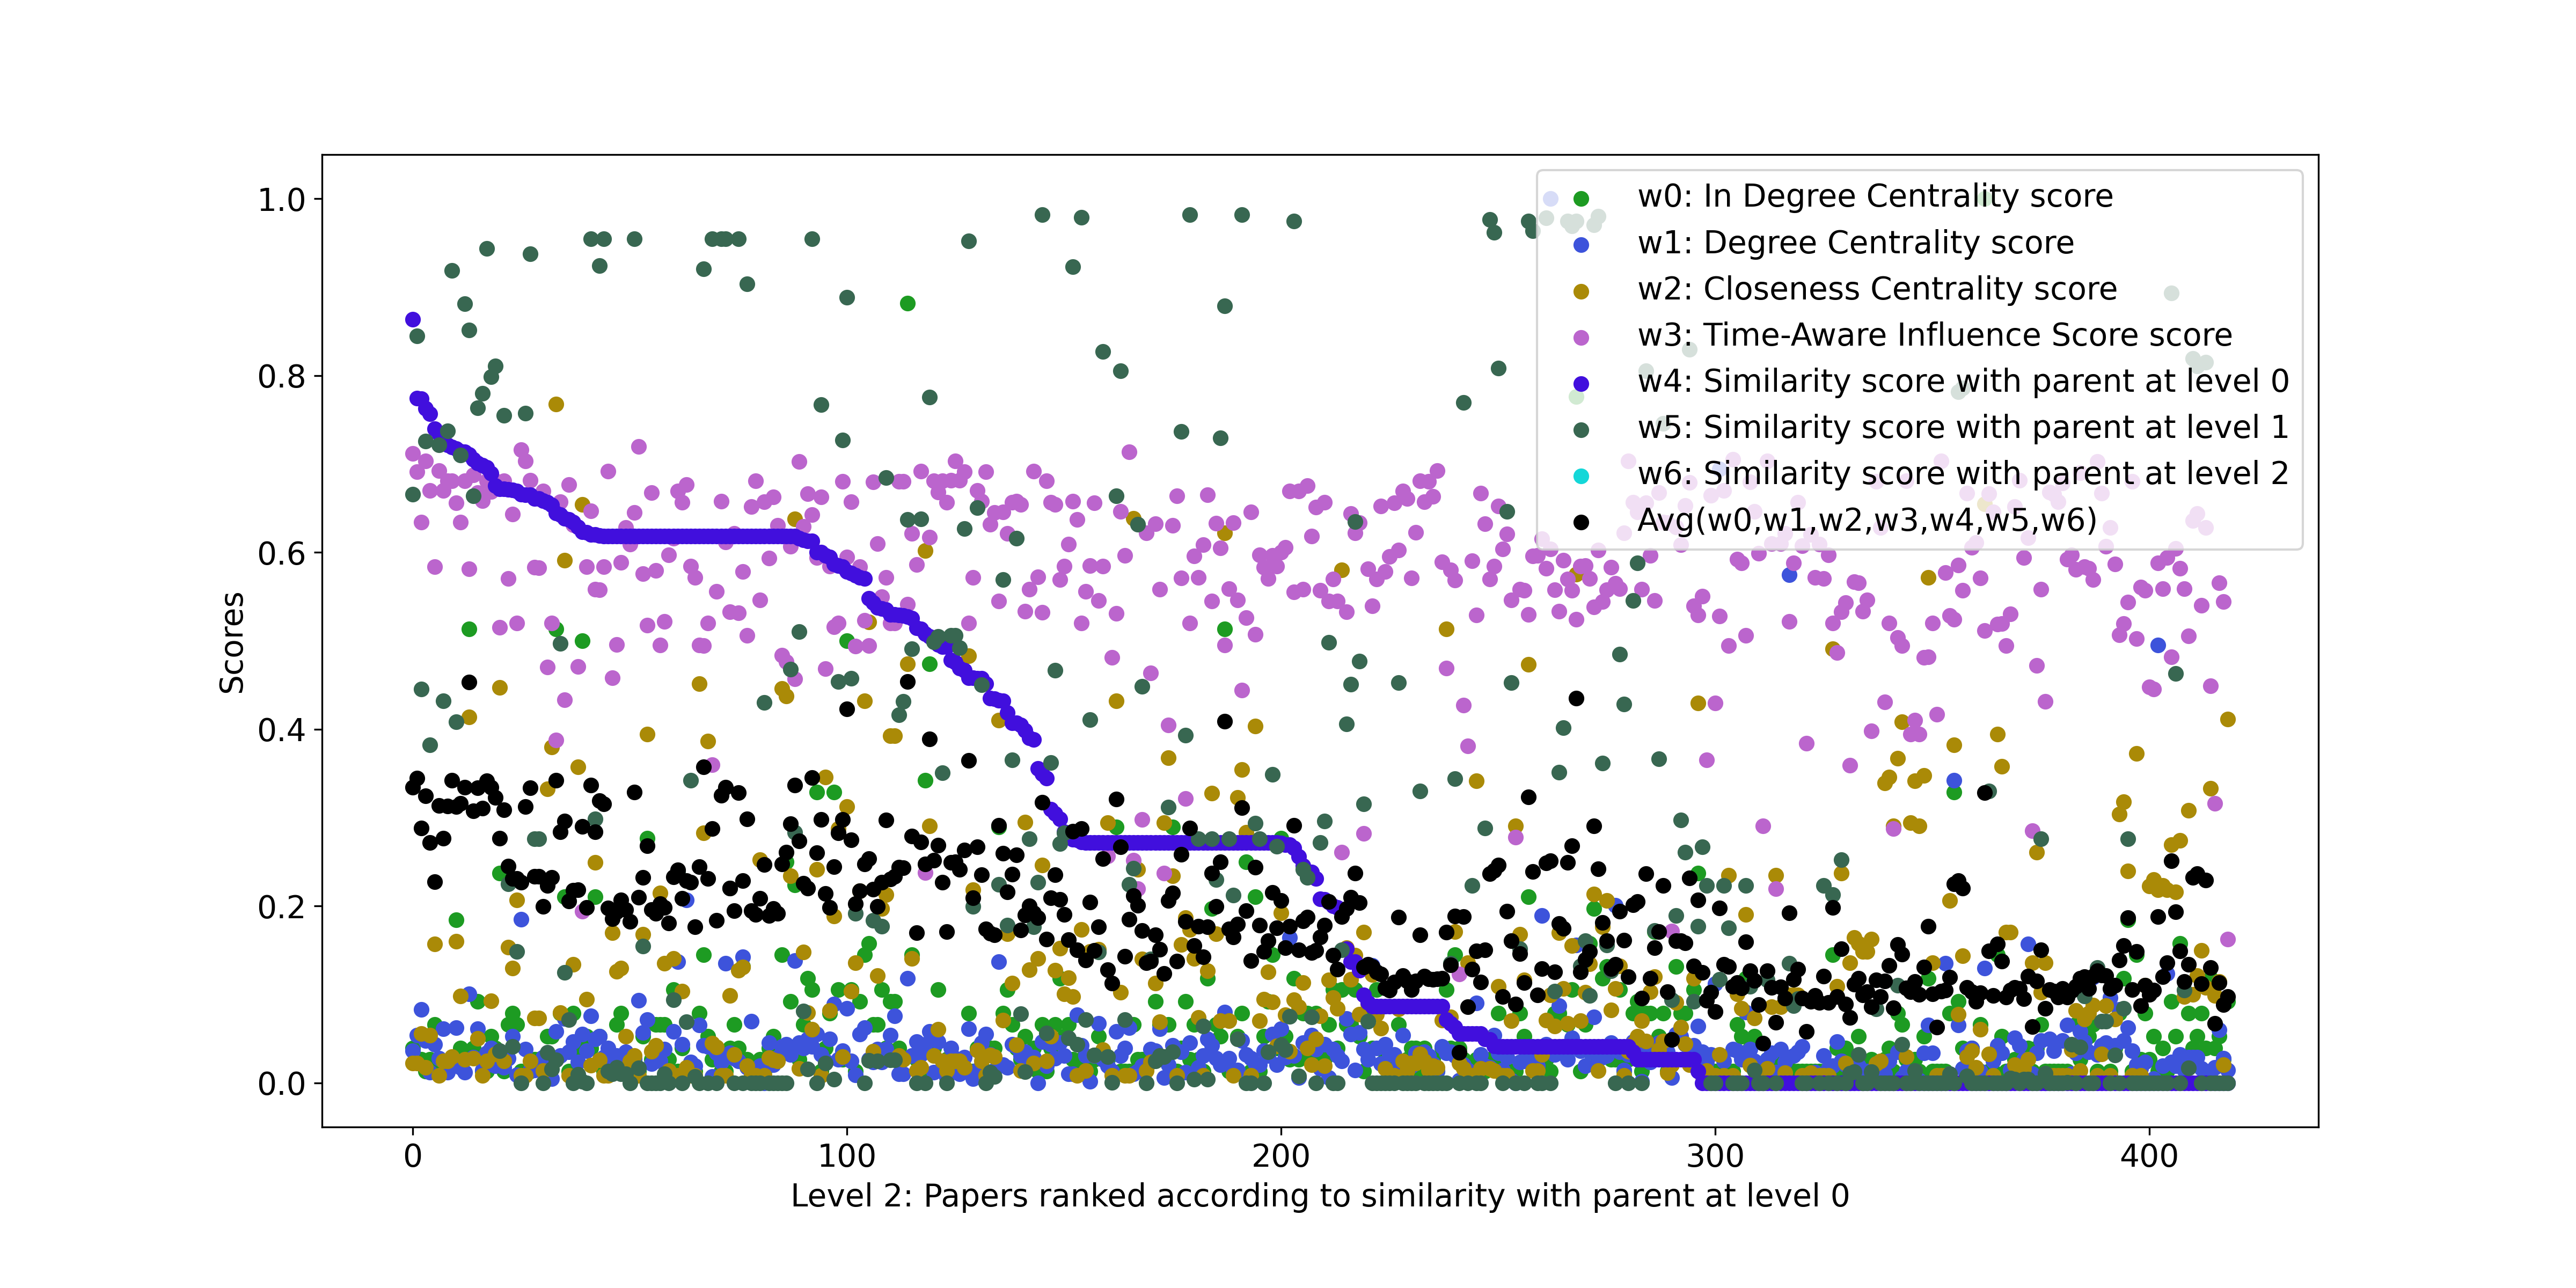 1.0
0.8
0.6
0.4
0.2
0.0
Scores
w0: In Degree Centrality score
w1: Degree Centrality score
w2: Closeness Centrality score
w3: Time-Aware Influence Score score
w4: Similarity score with parent at level 0
w5: Similarity score with parent at level 1
w6: Similarity score with parent at level 2
Avg(w0,w1,w2,w3,w4,w5,w6)
0 100 200 300 400
Level 2: Papers ranked according to similarity with parent at level 0